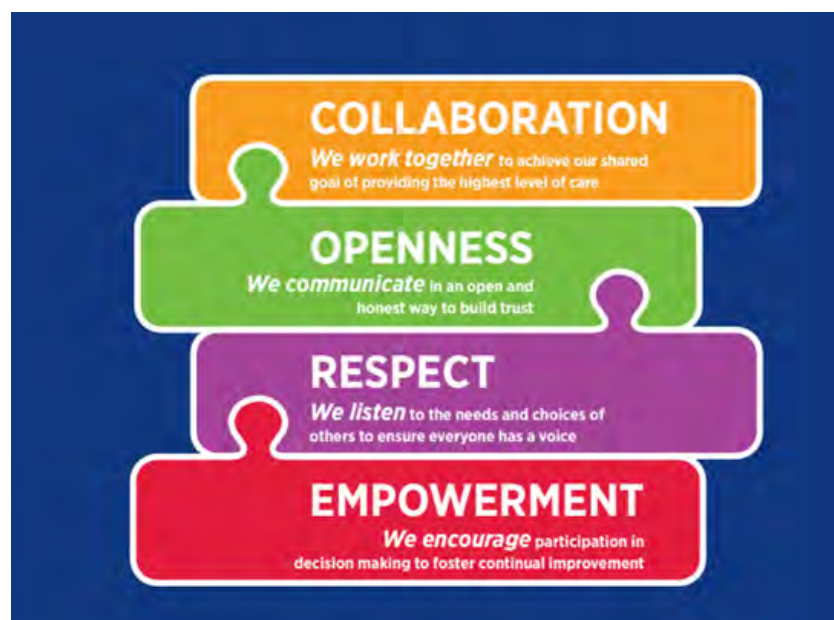 COLLABORATION
We work together to achieve our shared
goal of providing the highest level of care
OPENNESS
We communicate in an open and
honest way to build trust
RESPECT
We listen to the needs and choices of
others to ensure everyone has a voice
EMPOWERMENT
We encourage participation in
decision making to foster continual improvement